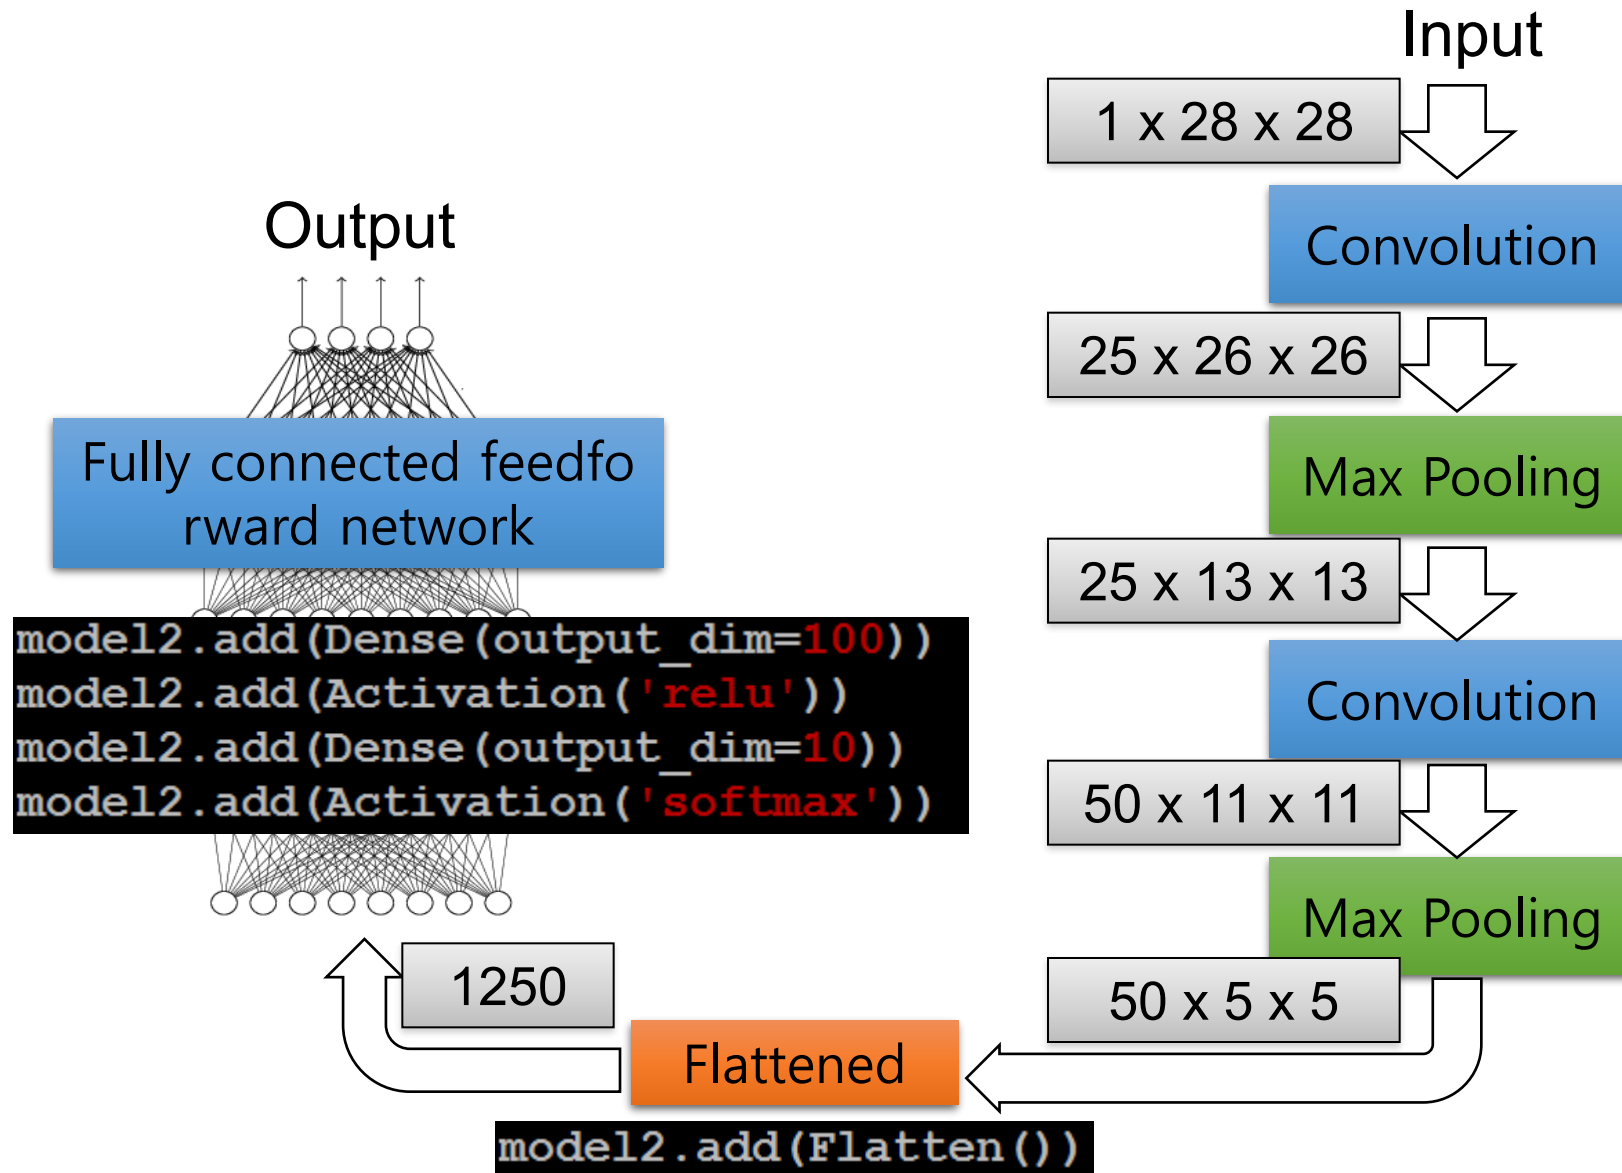 Input
1 x 28 x 28
Convolution
25 x 26 x 26
Max Pooling
25 x 13 x 13
Convolution
50 x 11 x 11
Max Pooling
50 x 5 x 5
Flattened
model2.add(Flatten())
1250
Output
Fully connected feedfo
rward network
model2.add(Dense(output_dim=100))
model2.add(Activation('relu'))
model2.add(Dense(output_dim=10))
model2.add(Activation('softmax'))